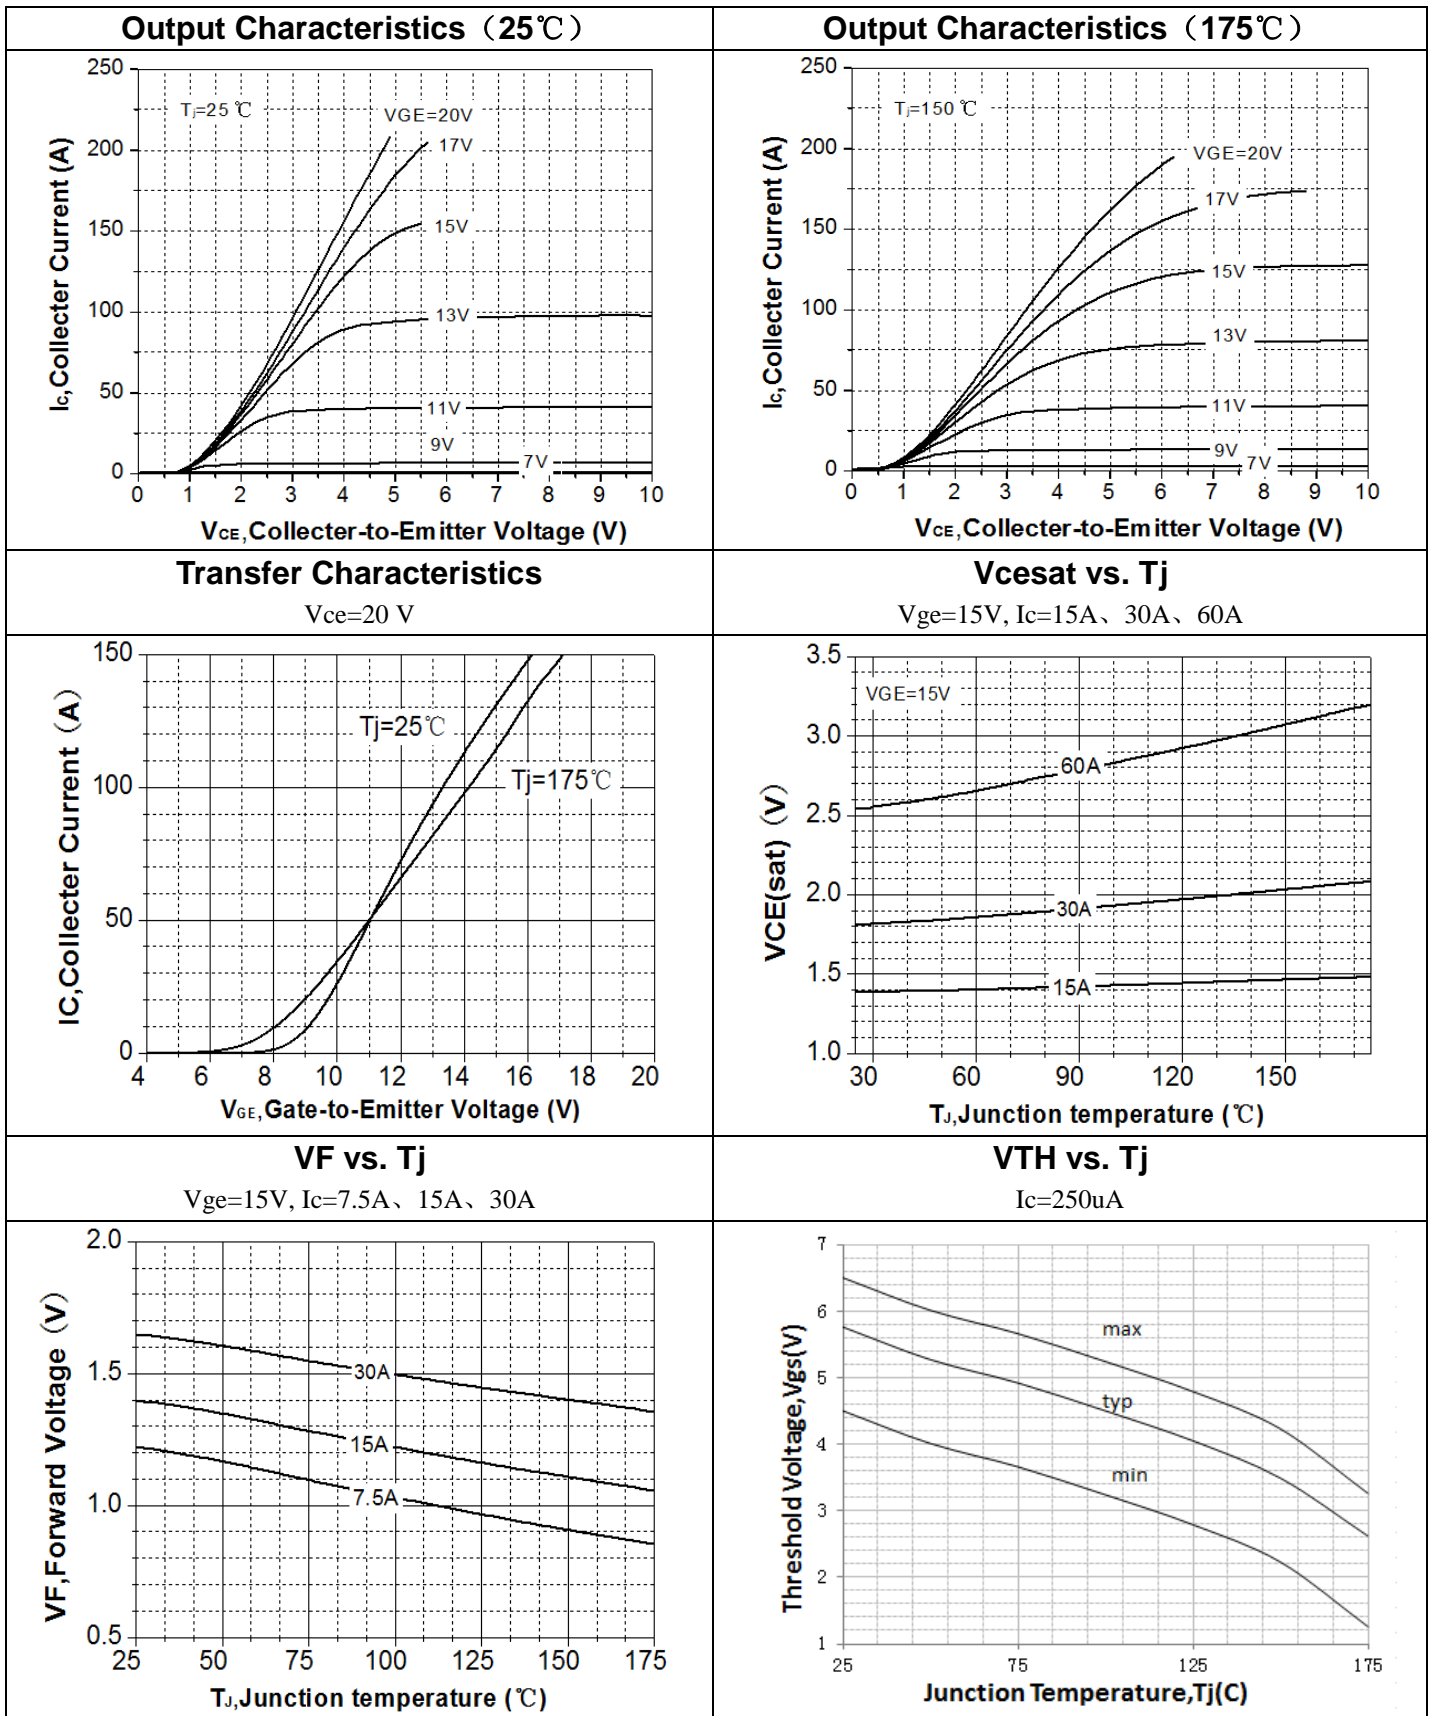 Output Characteristics（25℃）
250
200
150
100
50
0
Tj=25 ℃
VGE=20V
17V
15V
13V
11V
9V
7V
0 1 2 3 4 5 6 7 8 9 10
Ic,Collecter Current (A)
VCE,Collecter-to-Emitter Voltage (V)
Output Characteristics（175℃）
250
200
150
100
50
0
Tj=150 ℃
VGE=20V
17V
15V
13V
11V
9V
7V
0 1 2 3 4 5 6 7 8 9 10
Ic,Collecter Current (A)
VCE,Collecter-to-Emitter Voltage (V)
Transfer Characteristics
Vce=20 V
150
100
50
0
Tj=25℃
Tj=175℃
4 6 8 10 12 14 16 18 20
IC,Collecter Current（A）
VGE,Gate-to-Emitter Voltage (V)
Vcesat vs. Tj
Vge=15V, Ic=15A、30A、60A
3.5
3.0
2.5
2.0
1.5
1.0
VGE=15V
60A
30A
15A
30 60 90 120 150
VCE(sat)（V）
TJ,Junction temperature (℃)
VF vs. Tj
Vge=15V, Ic=7.5A、15A、30A
2.0
1.5
1.0
0.5
30A
15A
7.5A
25 50 75 100 125 150 175
VF,Forward Voltage（V）
TJ,Junction temperature (℃)
VTH vs. Tj
Ic=250uA
7
6
5
4
3
2
1
max
typ
min
25 75 125 175
Threshold Voltage,Vgs(V)
Junction Temperature,Tj(C)